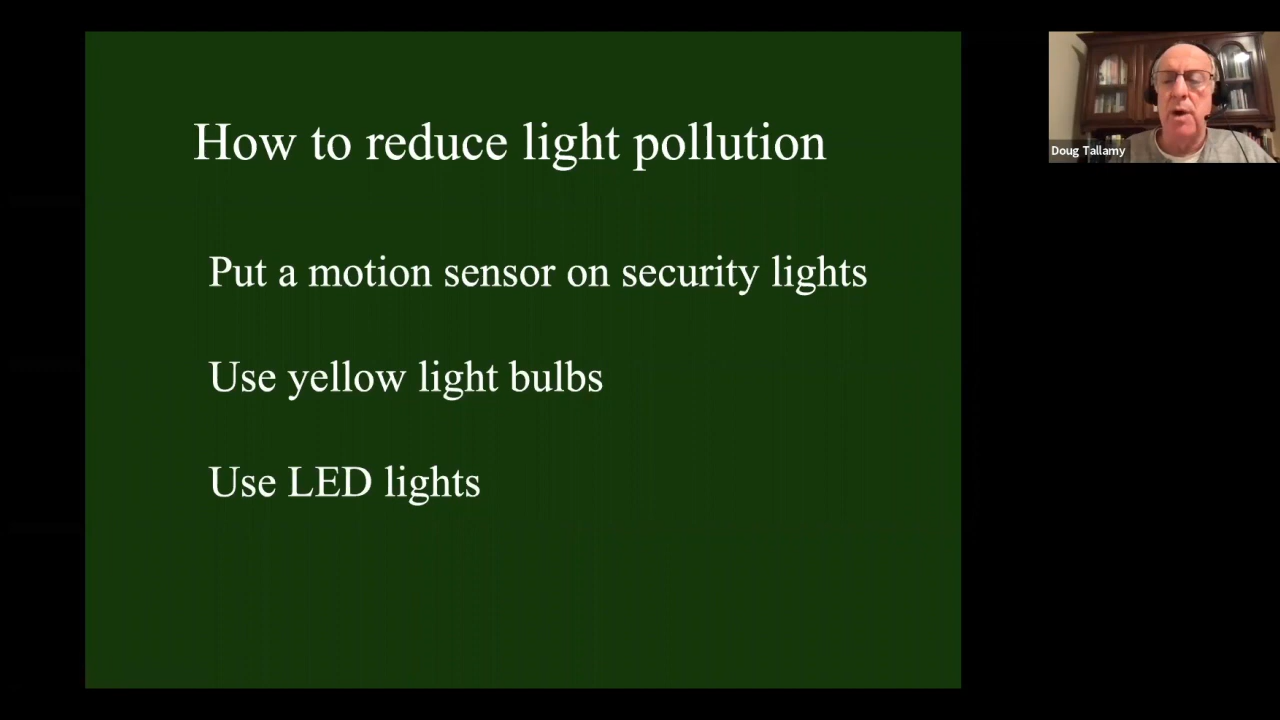 How to reduce light pollution
Put a motion sensor on security lights
Use yellow light bulbs
Use LED lights
Doug Tallamy